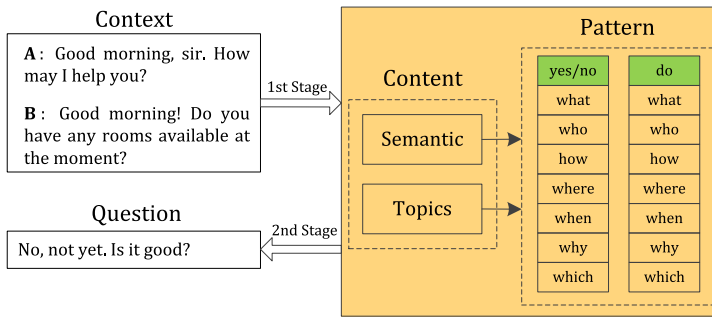 Context
A : Good morning, sir. How
may I help you?
B : Good morning! Do you
have any rooms available at
the moment?
1st Stage
Question
No, not yet. Is it good?
2nd Stage
Content
Semantic
Topics
Pattern
yes/no
what
who
how
where
when
why
which
do
what
who
how
where
when
why
which